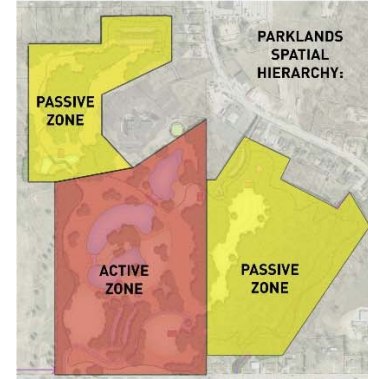 PARKLANDS
SPATIAL
HIERARCHY:
PASSIVE
ZONE
ACTIVE
ZONE
PASSIVE
ZONE